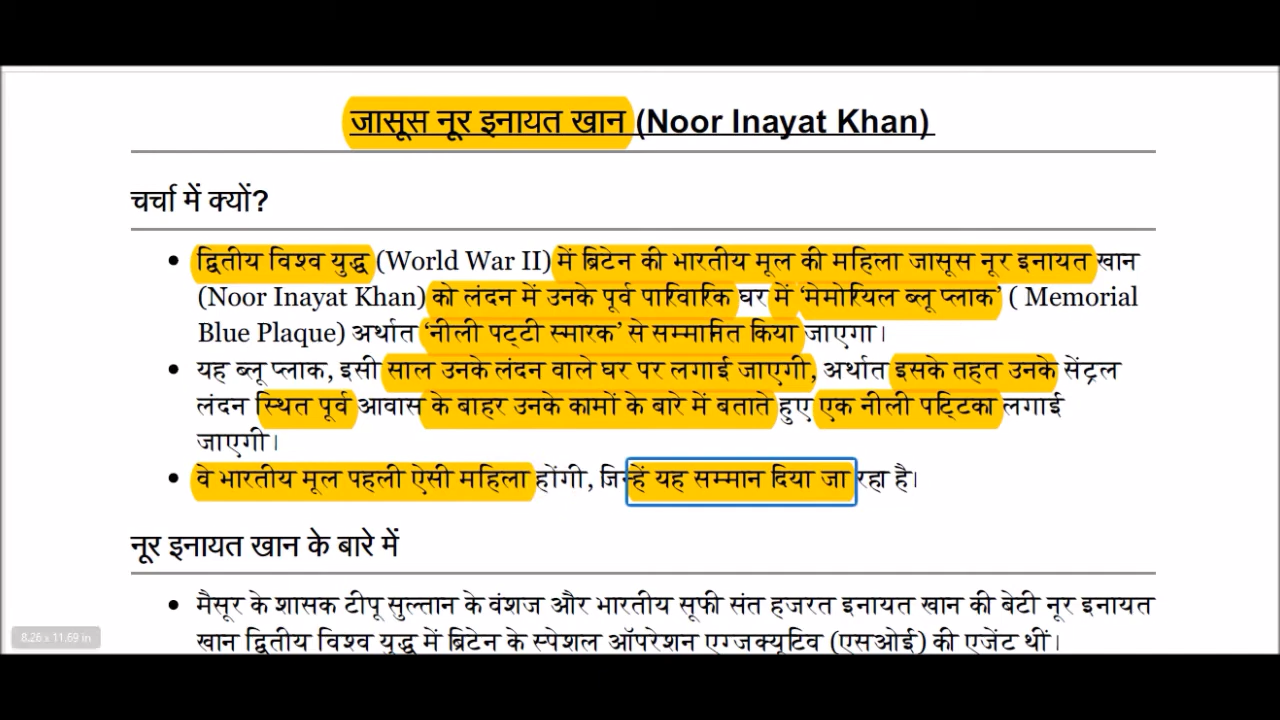 जासूस नूर इनायत खान (Noor Inayat Khan)
चर्चा में क्यों?
• द्वितीय विश्व युद्ध (World War II) में ब्रिटेन की भारतीय मूल की महिला जासूस नूर इनायत खान
(Noor Inayat Khan) को लंदन में उनके पूर्व पारिवारिक घर में ‘मेमोरियल ब्लू प्लाक’ ( Memorial
Blue Plaque) अर्थात ‘नीली पट्टी स्मारक’ से सम्मानित किया जाएगा।
• यह ब्लू प्लाक, इसी साल उनके लंदन वाले घर पर लगाई जाएगी, अर्थात इसके तहत उनके सेंट्रल
लंदन स्थित पूर्व आवास के बाहर उनके कामों के बारे में बताते हुए एक नीली पट्टिका लगाई
जाएगी।
• वे भारतीय मूल पहली ऐसी महिला होंगी, जिन्हें यह सम्मान दिया जा रहा है।
नूर इनायत खान के बारे में
• मैसूर के शासक टीपू सुल्तान के वंशज और भारतीय सूफी संत हजरत इनायत खान की बेटी नूर इनायत
खान द्वितीय विश्व युद्ध में ब्रिटेन के स्पेशल ऑपरेशन एग्जक्यूटिव (एसओई) की एजेंट थीं।
8.26 x 11.69 in